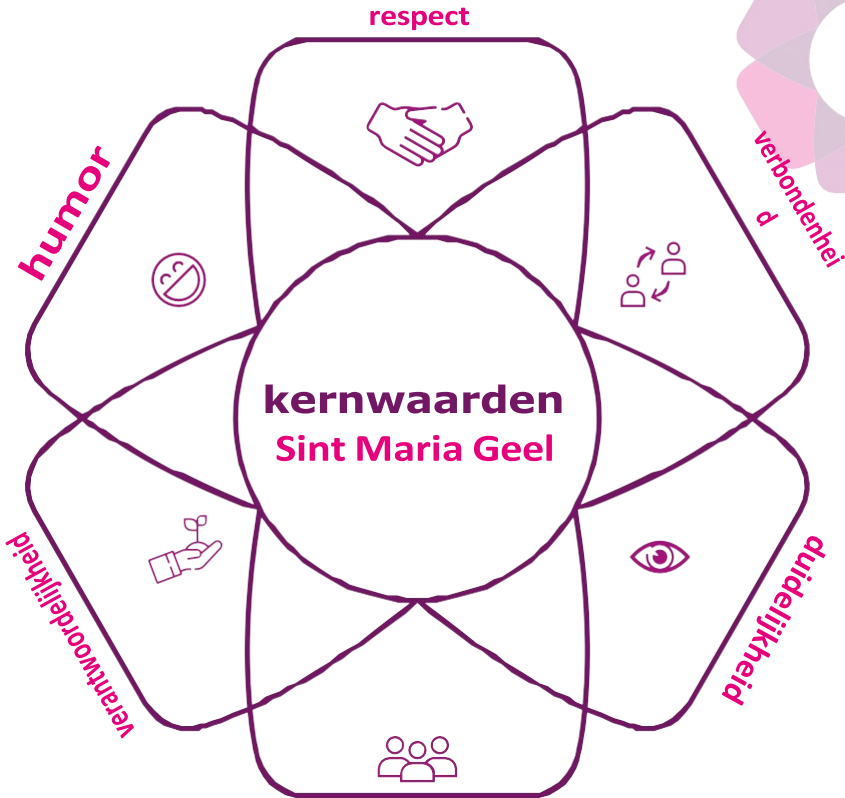 respect
verbondenhei
d
humor
kernwaarden
Sint Maria Geel
verantwoordelijkheid
duidelijkheid